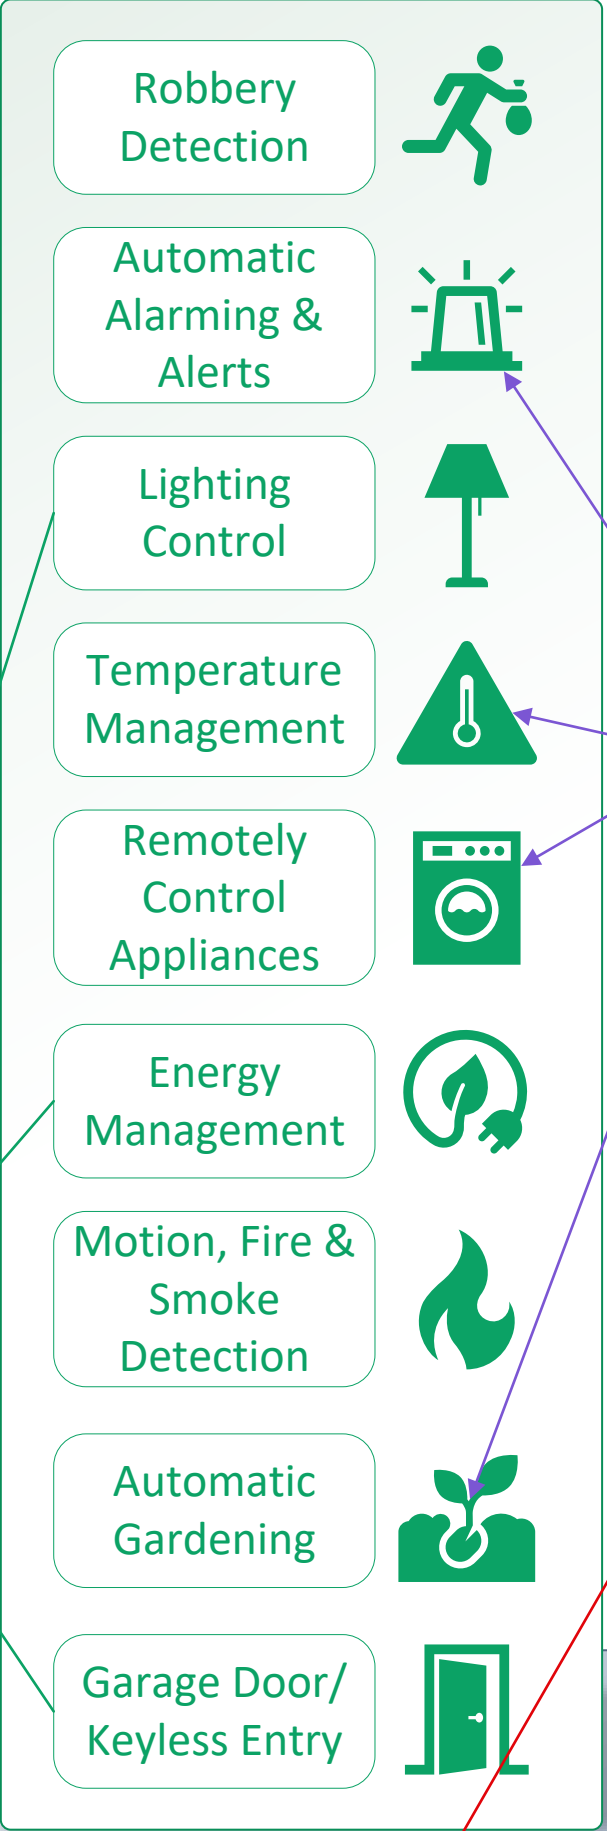 Robbery
Detection
Automatic
Alarming &
Alerts
Lighting
Control
Temperature
Management
Remotely
Control
Appliances
Energy
Management
Motion, Fire &
Smoke
Detection
Automatic
Gardening
Garage Door/
Keyless Entry